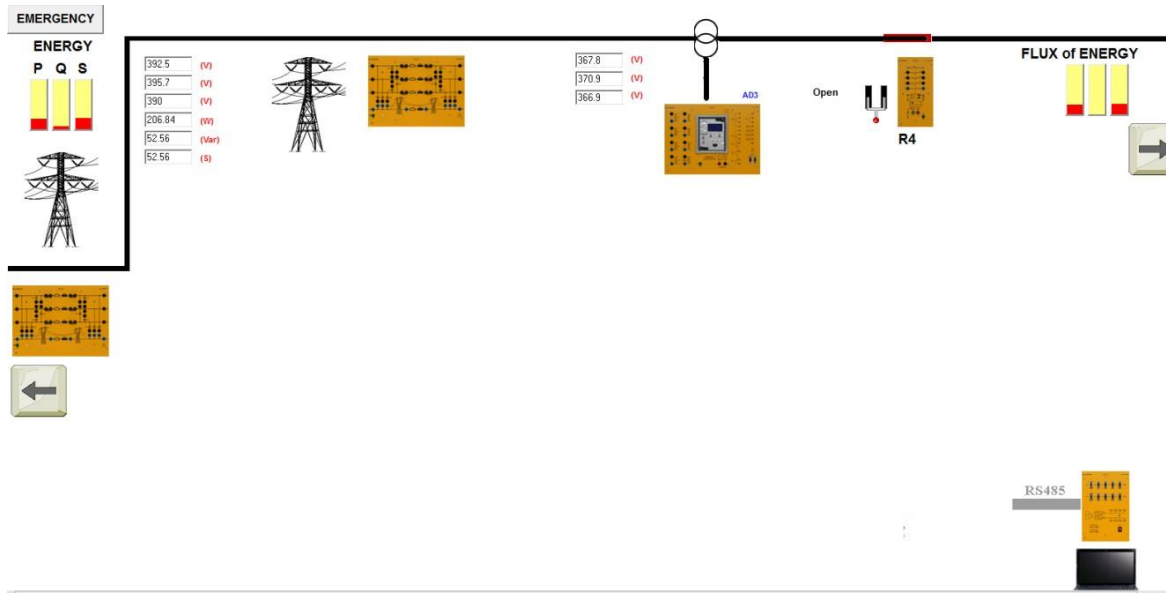 EMERGENCY
ENERGY
P Q S
392.5 (V)
395.7 (V)
390 (V)
206.84 (W)
52.56 (Var)
52.56 (S)
367.8 (V)
370.9 (V)
366.9 (V)
AD3
Open
R4
FLUX of ENERGY
RS485